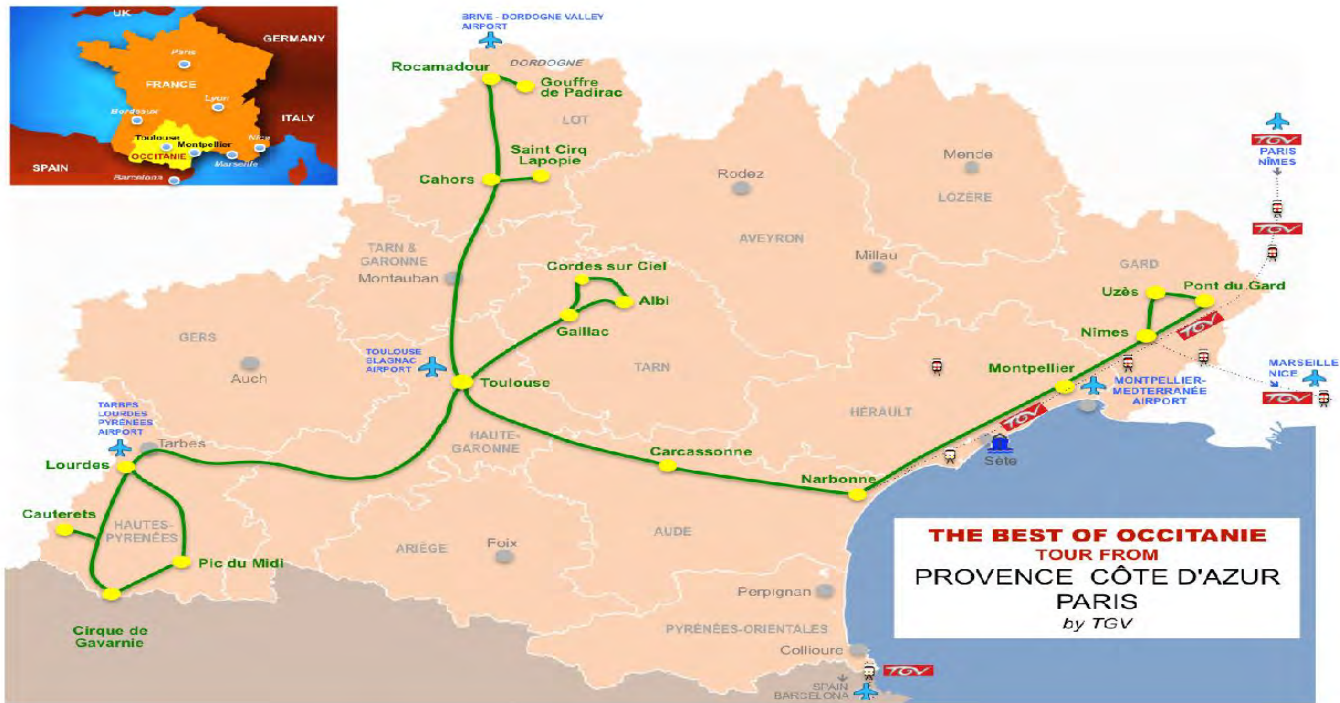 UK
GERMANY
Paris
FRANCE
Lyon
Bordeaux
ITALY
Toulouse
Montpellier
Nice
OCCITANIE
Marseille
SPAIN
Barcelona
BRIVE - DORDOGNE VALLEY
AIRPORT
DORDOGNE
Rocamadour
Gouffre
de Padirac
LOT
Saint Cirq
Lapopie
Cahors
Rodez
Mende
LOZÈRE
AVEYRON
Millau
TGV
PARIS
NÎMES
TGV
TARN &
GARONNE
Montauban
Cordes sur Ciel
Albi
Gaillac
GARD
Uzès
Pont du Gard
Nîmes
TGV
GERS
Auch
TOULOUSE
BLAGNAC
AIRPORT
Toulouse
TARN
Montpellier
MONTPELLIER-
MEDTERRANÉE
AIRPORT
MARSEILLE
NICE
TGV
HÉRAULT
TGV
Sète
TARBES
LOURDES
PYRÉNÉES
AIRPORT
Tarbes
Lourdes
HAUTE-
GARONNE
Carcassonne
Narbonne
Cauterets
HAUTES-
PYRENÉES
Pic du Midi
Cirque de
Gavarnie
ARIÈGE
Foix
AUDE
Perpignan
PYRÉNÉES-ORIENTALES
Collioure
TGV
SPAIN
BARCELONA
THE BEST OF OCCITANIE
TOUR FROM
PROVENCE CÔTE D'AZUR
PARIS
by TGV